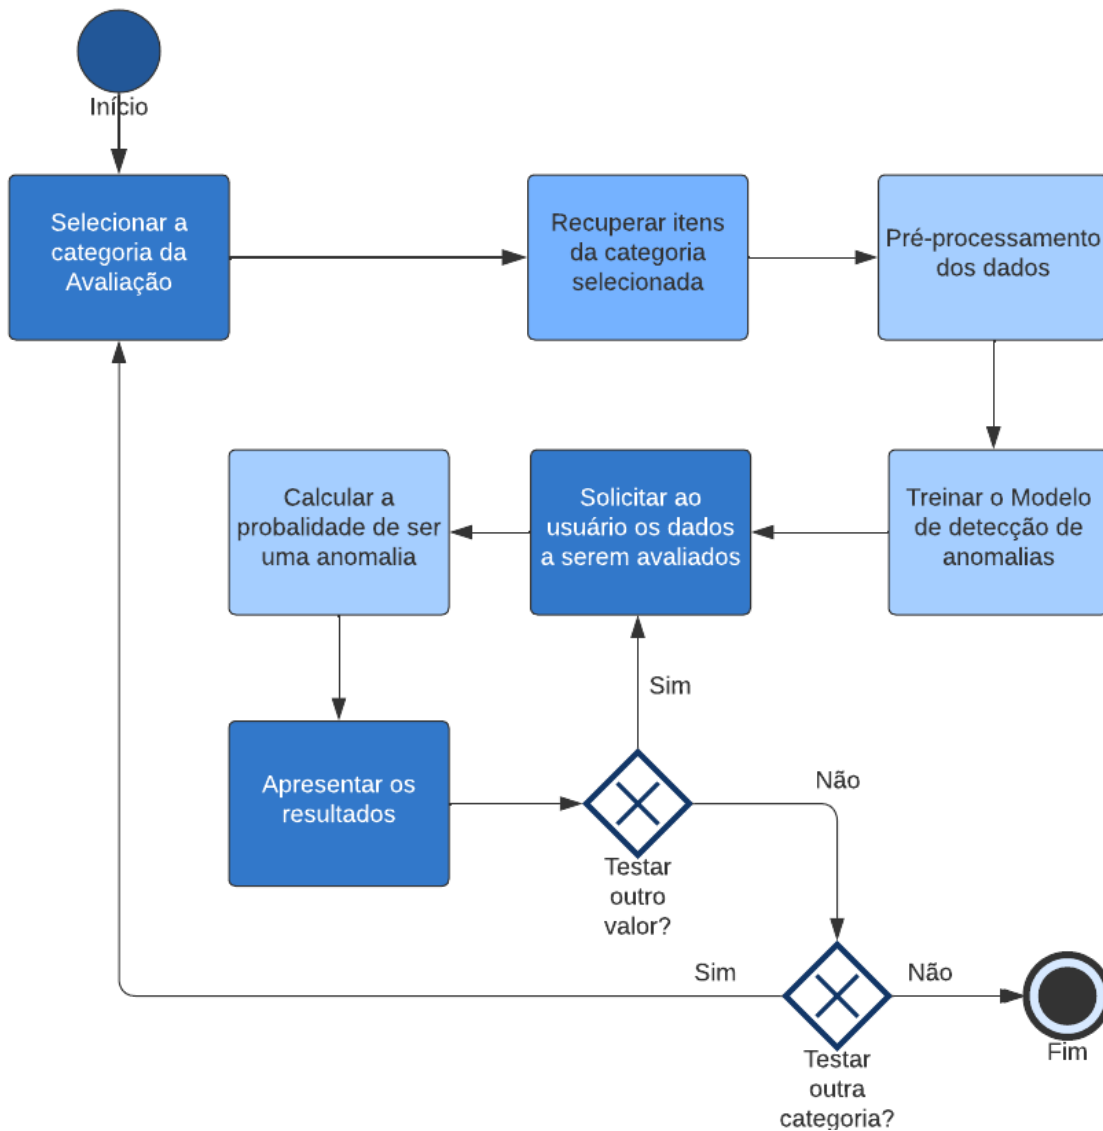 Início
Selecionar a
categoria da
Avaliação
Recuperar itens
da categoria
selecionada
Pré-processamento
dos dados
Treinar o Modelo
de detecção de
anomalias
Solicitar ao
usuário os dados
a serem avaliados
Calcular a
probalidade de ser
uma anomalia
Apresentar os
resultados
Sim
Testar
outro
valor?
Não
Sim
Testar
outra
categoria?
Não
Fim